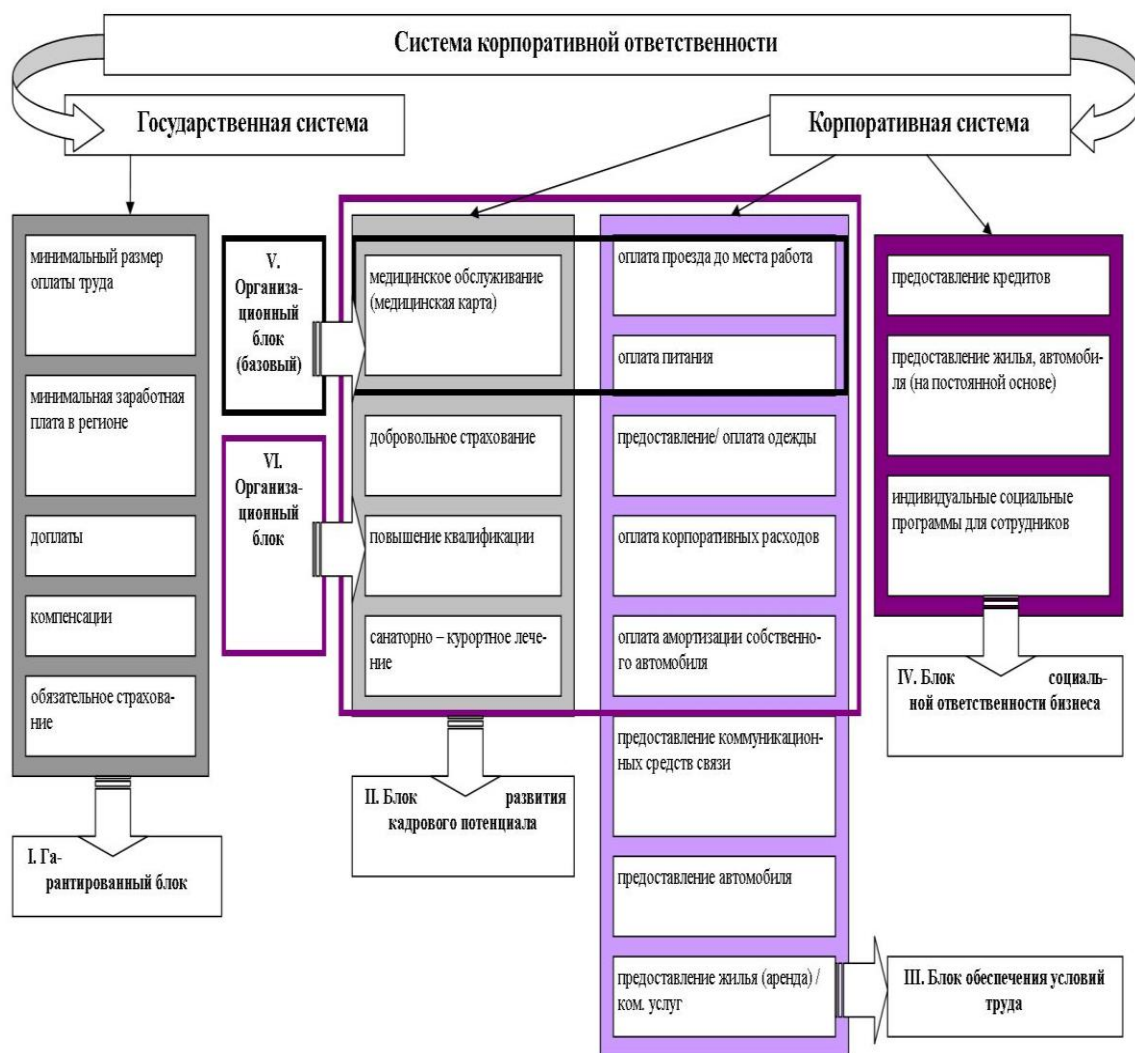 Система корпоративной ответственности
Государственная система
Корпоративная система
минимальный размер
оплаты труда
минимальная заработная
плата в регионе
доплаты
компенсации
обязательное страхова-
ние
I. Га-
рантированный блок
V.
Организа-
ционный
блок
(базовый)
VI.
Организа-
ционный
блок
медицинское обслуживание
(медицинская карта)
добровольное страхование
повышение квалификации
санаторно – курортное лече-
ние
II. Блок развития
кадрового потенциала
оплата проезда до места работа
оплата питания
предоставление/ оплата одежды
оплата корпоративных расходов
оплата амортизации собственно-
го автомобиля
предоставление коммуникацион-
ных средств связи
предоставление автомобиля
предоставление жилья (аренда) /
ком. услуг
III. Блок обеспечения условий
труда
предоставление кредитов
предоставление жилья, автомоби-
ля (на постоянной основе)
индивидуальные социальные
программы для сотрудников
IV. Блок социаль-
ной ответственности бизнеса